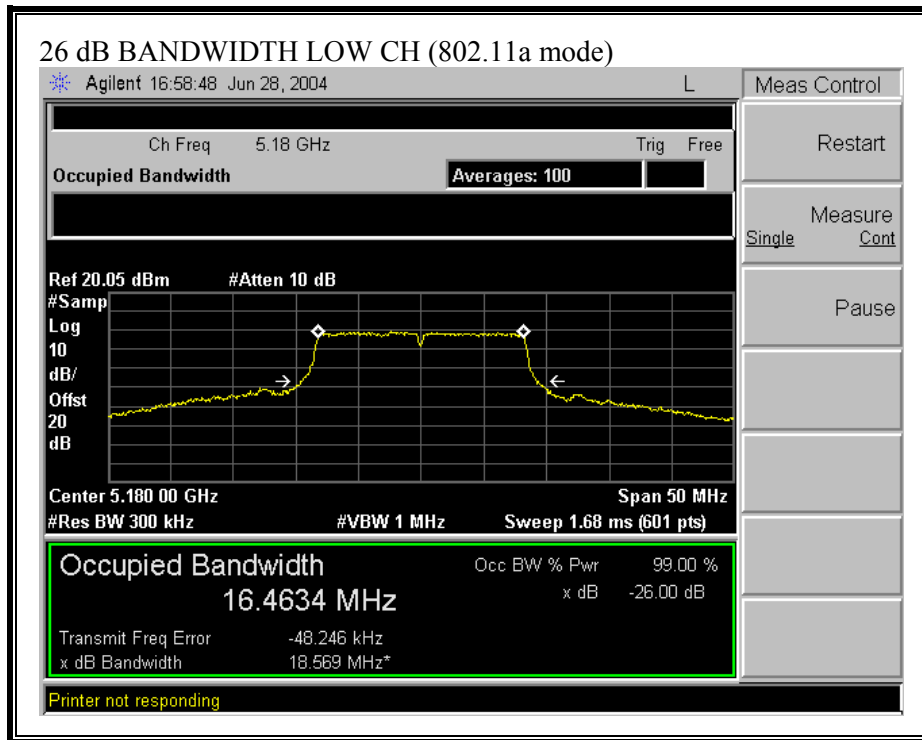 26 dB BANDWIDTH LOW CH (802.11a mode)
Agilent 16:58:48 Jun 28, 2004 L
Meas Control
Ch Freq 5.18 GHz Trig Free
Restart
Occupied Bandwidth Averages: 100
Measure
Single Cont
Ref 20.05 dBm #Atten 10 dB
Pause
#Samp
Log
10
dB/
Offst
20
dB
Center 5.180 00 GHz Span 50 MHz
#Res BW 300 kHz #VBW 1 MHz Sweep 1.68 ms (601 pts)
Occupied Bandwidth Occ BW % Pwr 99.00 %
16.4634 MHz x dB -26.00 dB
Transmit Freq Error -48.246 kHz
x dB Bandwidth 18.569 MHz*
Printer not responding